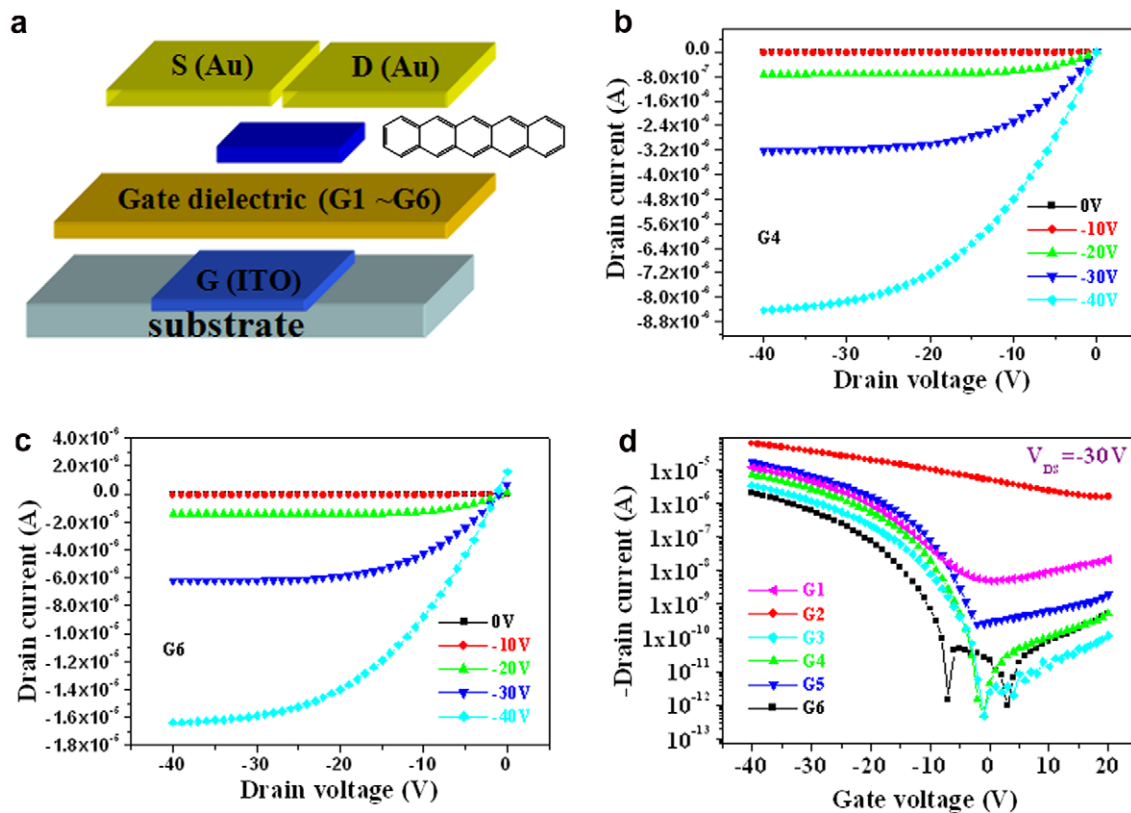 a
S (Au)
D (Au)
Gate dielectric (G1 ~G6)
G (ITO)
substrate
b
Drain current (A)
0.0
-8.0x10⁻⁷
-1.6x10⁻⁶
-2.4x10⁻⁶
-3.2x10⁻⁶
-4.0x10⁻⁶
-4.8x10⁻⁶
-5.6x10⁻⁶
-6.4x10⁻⁶
-7.2x10⁻⁶
-8.0x10⁻⁶
-8.8x10⁻⁶
G4
0V
-10V
-20V
-30V
-40V
-40 -30 -20 -10 0
Drain voltage (V)
c
Drain current (A)
4.0x10⁻⁶
2.0x10⁻⁶
0.0
-2.0x10⁻⁶
-4.0x10⁻⁶
-6.0x10⁻⁶
-8.0x10⁻⁶
-1.0x10⁻⁶
-1.2x10⁻⁶
-1.4x10⁻⁶
-1.6x10⁻⁶
-1.8x10⁻⁶
G6
0V
-10V
-20V
-30V
-40V
-40 -30 -20 -10 0
Drain voltage (V)
d
V_DS =-30 V
-Drain current (A)
1x10⁻⁵
1x10⁻⁶
1x10⁻⁷
1x10⁻⁸
1x10⁻⁹
1x10⁻¹⁰
10⁻¹¹
10⁻¹²
10⁻¹³
G1
G2
G3
G4
G5
G6
-40 -30 -20 -10 0 10 20
Gate voltage (V)